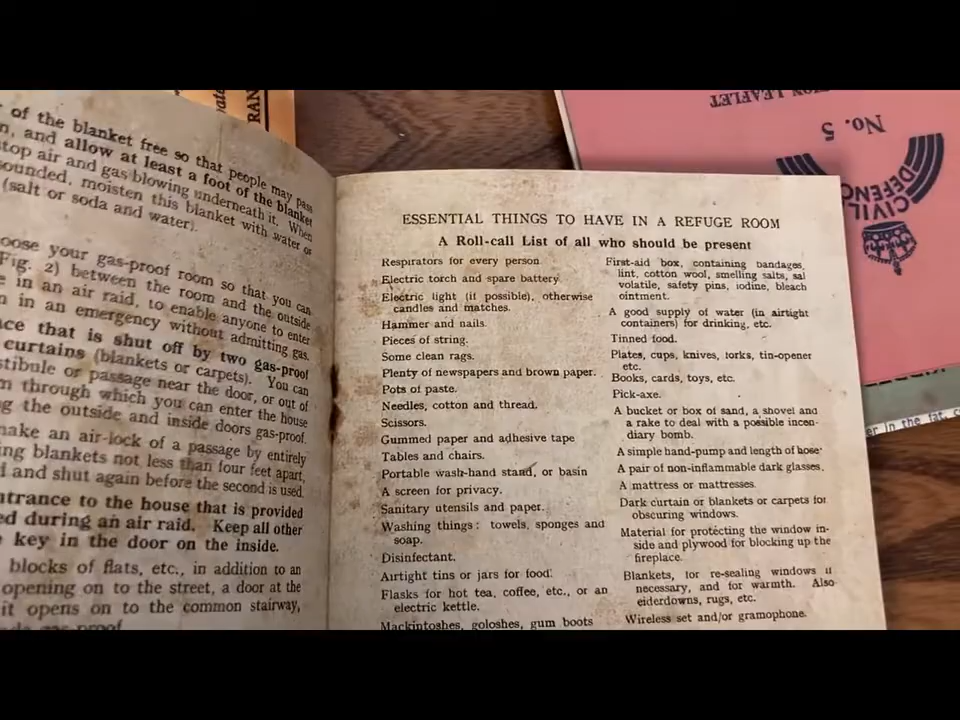 of the blanket free so that people may pass
and allow at least a foot of the blanket
stop air and gas blowing underneath it. When
sounded, moisten this blanket with water or
(salt or soda and water).
oose your gas-proof room so that you can
Fig. 2) between the room and the outside
e in an air raid, to enable anyone to enter
n in an emergency without admitting gas.
ce that is shut off by two gas-proof
curtains (blankets or carpets). You can
stibule or passage near the door, or out of
m through which you can enter the house
g the outside and inside doors gas-proof.
make an air-lock of a passage by entirely
ing blankets not less than four feet apart,
d and shut again before the second is used.
ntrance to the house that is provided
ed during an air raid. Keep all other
key in the door on the inside.
blocks of flats, etc., in addition to an
opening on to the street, a door at the
it opens on to the common stairway,
gas-proof
ESSENTIAL THINGS TO HAVE IN A REFUGE ROOM
A Roll-call List of all who should be present
Respirators for every person
Electric torch and spare battery
Electric light (if possible), otherwise
candles and matches.
Hammer and nails.
Pieces of string.
Some clean rags.
Plenty of newspapers and brown paper.
Pots of paste.
Needles, cotton and thread.
Scissors.
Gummed paper and adhesive tape
Tables and chairs.
Portable wash-hand stand, or basin
A screen for privacy.
Sanitary utensils and paper.
Washing things : towels, sponges and
soap.
Disinfectant.
Airtight tins or jars for food.
Flasks for hot tea, coffee, etc., or an
electric kettle.
Mackintoshes, goloshes, gum boots
First-aid box, containing bandages,
lint, cotton wool, smelling salts, sal
volatile, safety pins, iodine, bleach
ointment.
A good supply of water (in airtight
containers) for drinking, etc.
Tinned food.
Plates, cups, knives, forks, tin-opener
etc.
Books, cards, toys, etc.
Pick-axe.
A bucket or box of sand, a shovel and
a rake to deal with a possible incen-
diary bomb.
A simple hand-pump and length of hose
A pair of non-inflammable dark glasses.
A mattress or mattresses.
Dark curtain or blankets or carpets for
obscuring windows.
Material for protecting the window in-
side and plywood for blocking up the
fireplace.
Blankets, for re-sealing windows if
necessary, and for warmth. Also
eiderdowns, rugs, etc.
Wireless set and/or gramophone.
RAN
LEAFLET
No. 5
CIVIL
DEFENC
er in the fat, c